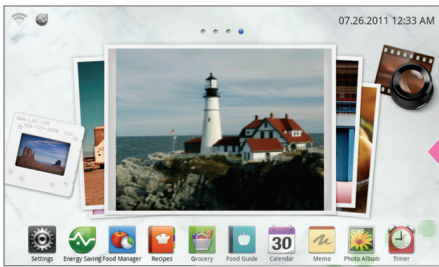 07.26.2011 12:33 AM
Settings Energy Saving Food Manager Recipes Grocery Food Guide Calendar Memo Photo Album Timer
30